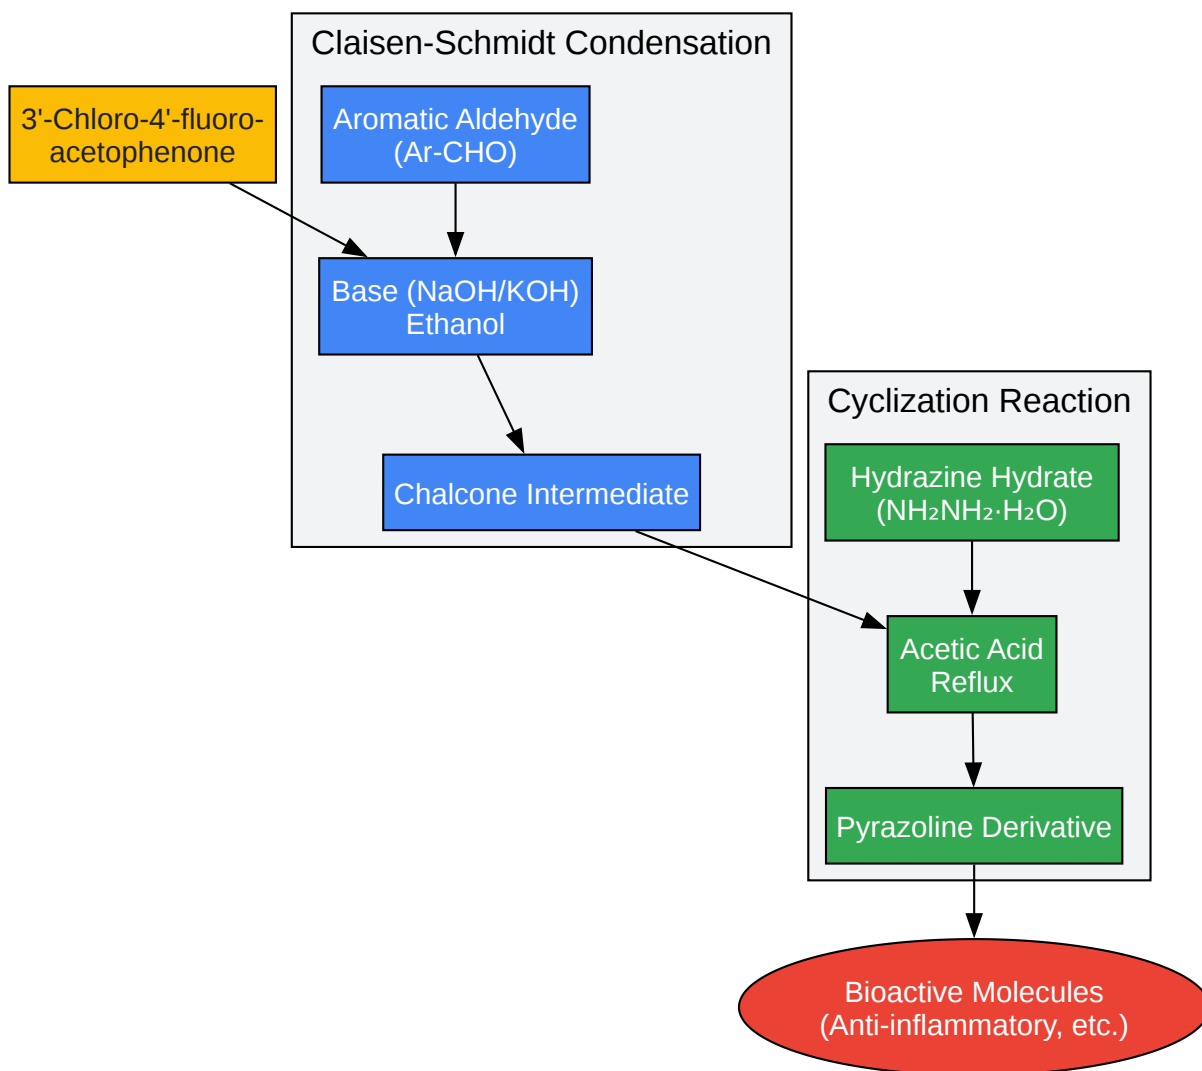 Claisen-Schmidt Condensation
3'-Chloro-4'-fluoro-
acetophenone
Aromatic Aldehyde
(Ar-CHO)
Base (NaOH/KOH)
Ethanol
Chalcone Intermediate
Cyclization Reaction
Hydrazine Hydrate
(NH₂NH₂·H₂O)
Acetic Acid
Reflux
Pyrazoline Derivative
Bioactive Molecules
(Anti-inflammatory, etc.)